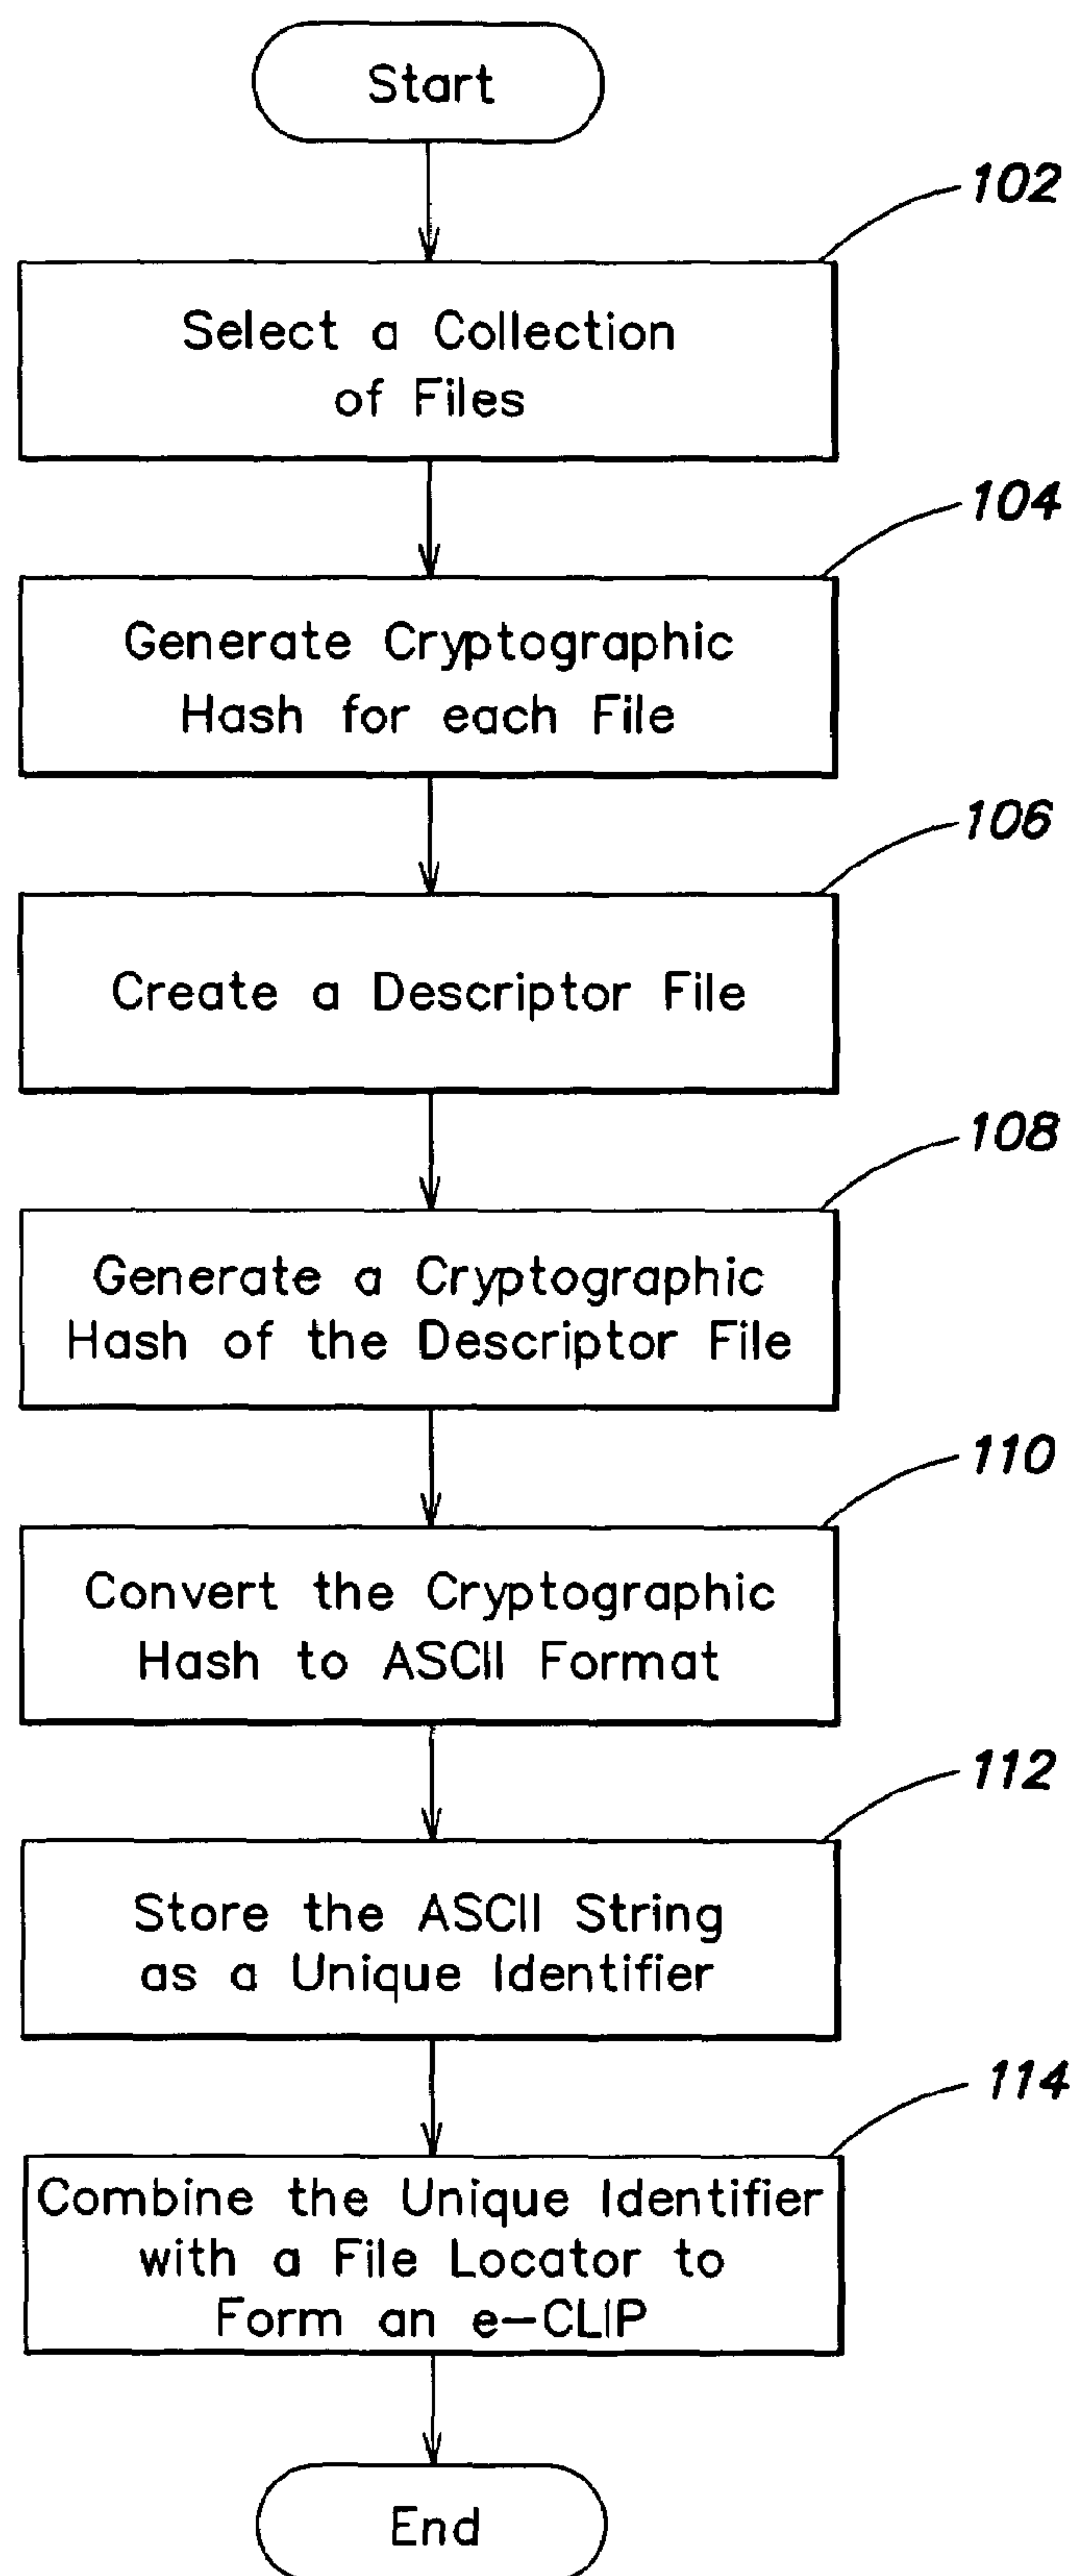 Start
102
Select a Collection
of Files
104
Generate Cryptographic
Hash for each File
106
Create a Descriptor File
108
Generate a Cryptographic
Hash of the Descriptor File
110
Convert the Cryptographic
Hash to ASCII Format
112
Store the ASCII String
as a Unique Identifier
114
Combine the Unique Identifier
with a File Locator to
Form an e-CLIP
End